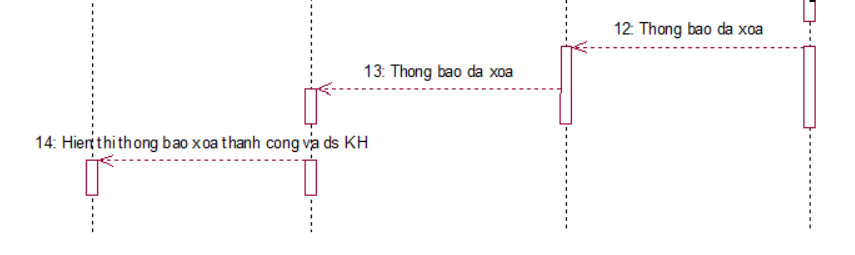 12: Thong bao da xoa
13: Thong bao da xoa
14: Hien thi thong bao xoa thanh cong va ds KH